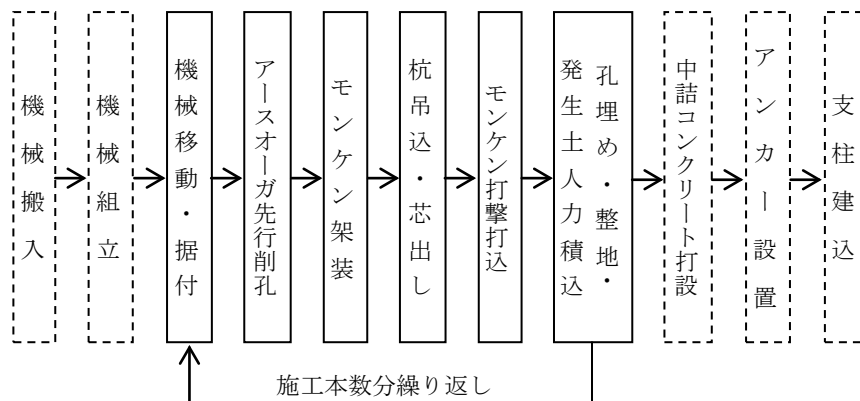 機械搬入
機械組立
機械移動・据付
アースオーガ先行削孔
モンケン架装
杭吊込・芯出し
モンケン打撃打込
孔埋め・整地・
発生土人力積込
中詰コンクリート打設
アンカー設置
支柱建込
施工本数分繰り返し